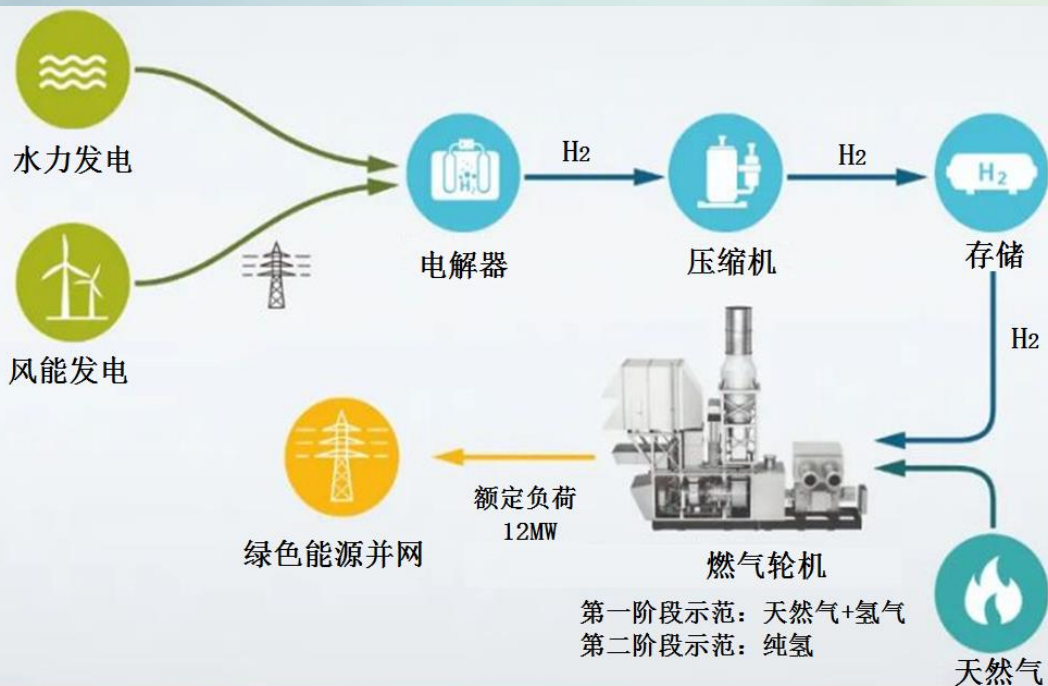 水力发电
风能发电
H2
电解器
H2
压缩机
H2
存储
H2
额定负荷
12MW
绿色能源并网
燃气轮机
第一阶段示范：天然气+氢气
第二阶段示范：纯氢
天然气